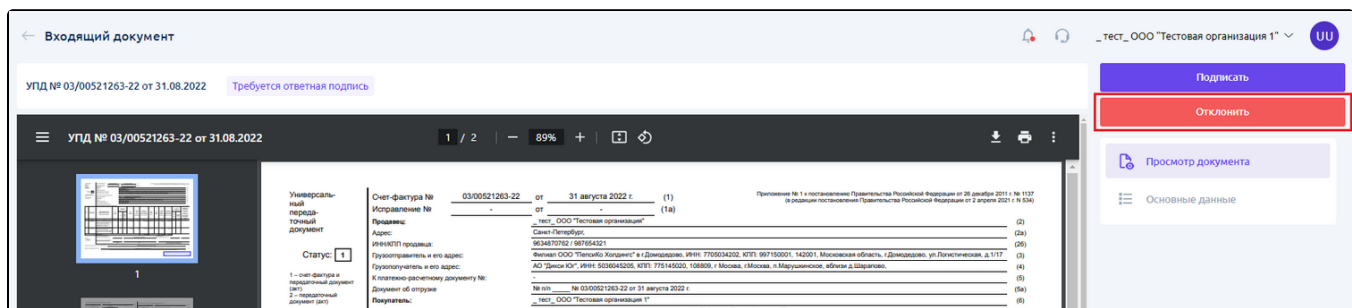 Входящий документ
_ тест_ ООО "Тестовая организация 1"
UU
УПД № 03/00521263-22 от 31.08.2022
Требуется ответная подпись
Подписать
Отклонить
УПД № 03/00521263-22 от 31.08.2022
1 / 2
89%
Просмотр документа
Основные данные
1
Универсаль-
ный
переда-
точный
документ
Статус: 1
1 – счет-фактура и
передаточный документ
(акт)
2 – передаточный
документ (акт)
Счет-фактура № 03/00521263-22 от 31 августа 2022 г. (1)
Исправление № - от - (1а)
Приложение № 1 к постановлению Правительства Российской Федерации от 26 декабря 2011 г. № 1137
(в редакции постановления Правительства Российской Федерации от 2 апреля 2021 г. № 534)
Продавец: _ тест_ ООО "Тестовая организация" (2)
Адрес: Санкт-Петербург, (2а)
ИНН/КПП продавца: 9634870762 / 987654321 (2б)
Грузоотправитель и его адрес: Филиал ООО "ПепсиКо Холдингс" в г.Домодедово, ИНН: 7705034202, КПП: 997150001, 142001, Московская область, г.Домодедово, ул.Логистическая, д.1/17 (3)
Грузополучатель и его адрес: АО "Дикси Юг", ИНН: 5036045205, КПП: 775145020, 108809, г Москва, г.Москва, п.Марушкинское, вблизи д.Шарапово, (4)
К платежно-расчетному документу №: - (5)
Документ об отгрузке № п/п ____ № 03/00521263-22 от 31 августа 2022 г. (5а)
Покупатель: _ тест_ ООО "Тестовая организация 1" (6)